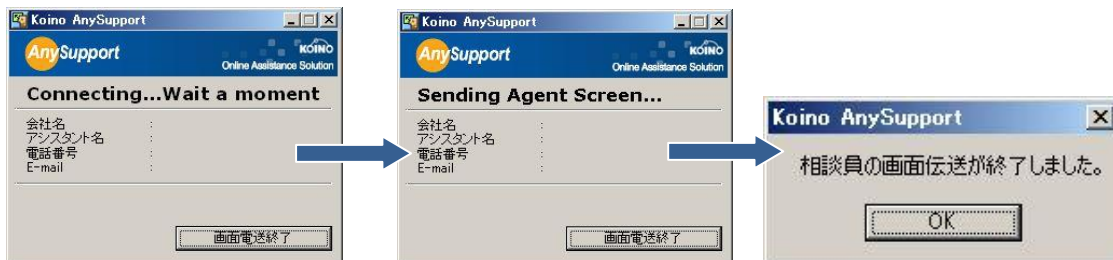 Koino AnySupport
AnySupport
KOINO
Online Assistance Solution
Connecting...Wait a moment
会社名 :
アシスタント名 :
電話番号 :
E-mail :
画面電送終了
Koino AnySupport
AnySupport
KOINO
Online Assistance Solution
Sending Agent Screen...
会社名 :
アシスタント名 :
電話番号 :
E-mail :
画面電送終了
Koino AnySupport
相談員の画面伝送が終了しました。
OK